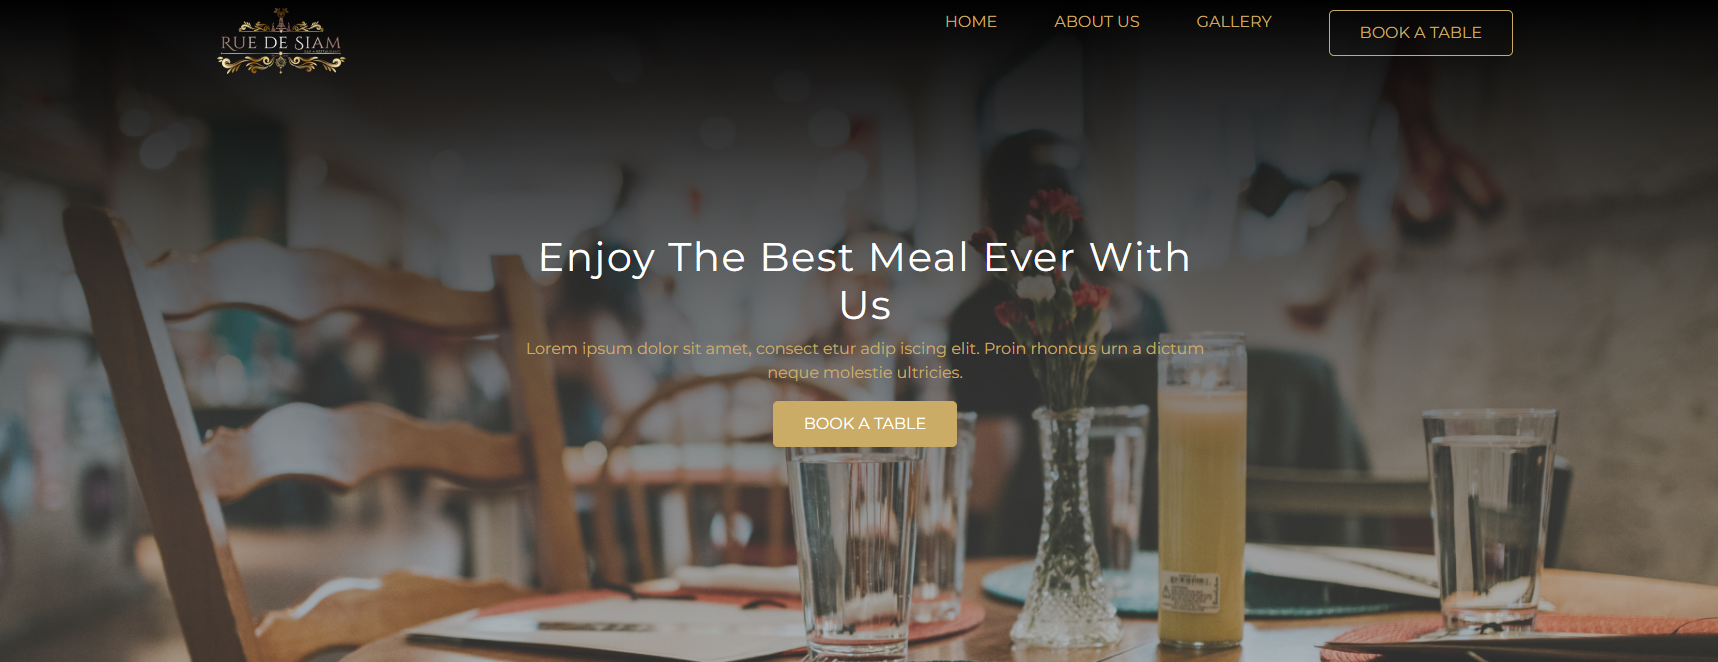 RUE DE SIAM
HOME
ABOUT US
GALLERY
BOOK A TABLE
Enjoy The Best Meal Ever With
Us
Lorem ipsum dolor sit amet, consect etur adip iscing elit. Proin rhoncus urn a dictum
neque molestie ultricies.
BOOK A TABLE